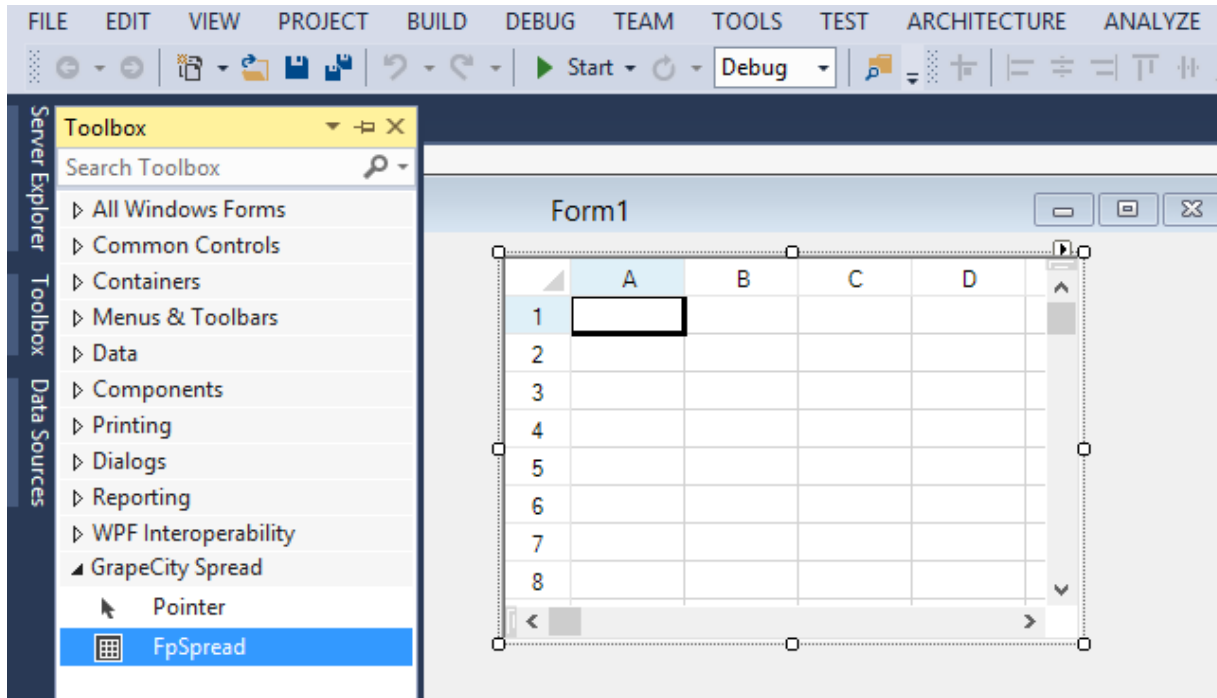 FILE EDIT VIEW PROJECT BUILD DEBUG TEAM TOOLS TEST ARCHITECTURE ANALYZE
Start Debug
Server Explorer
Toolbox
Data Sources
Toolbox
Search Toolbox
All Windows Forms
Common Controls
Containers
Menus & Toolbars
Data
Components
Printing
Dialogs
Reporting
WPF Interoperability
GrapeCity Spread
Pointer
FpSpread
Form1
A B C D
1
2
3
4
5
6
7
8